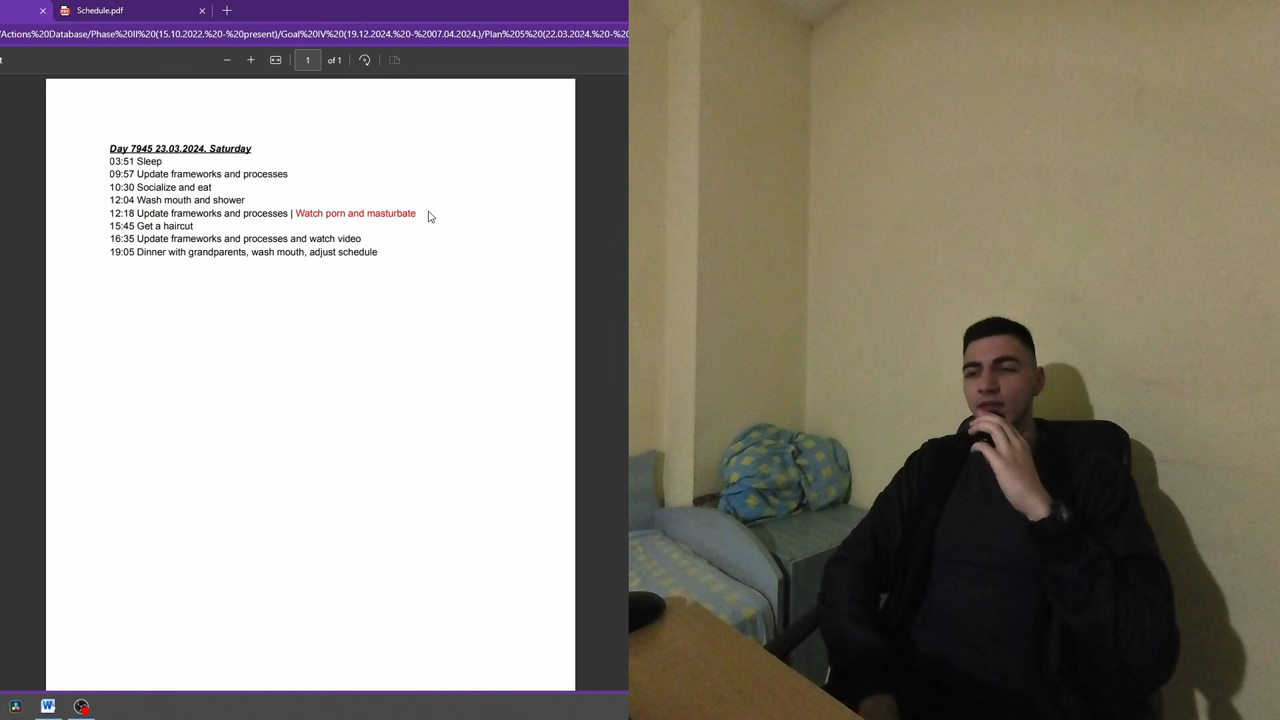 Schedule.pdf
/Actions%20Database/Phase%20II%20(15.10.2022.%20-%20present)/Goal%20IV%20(19.12.2024.%20-%2007.04.2024.)/Plan%205%20(22.03.2024.%20-%20
1 of 1
Day 7945 23.03.2024. Saturday
03:51 Sleep
09:57 Update frameworks and processes
10:30 Socialize and eat
12:04 Wash mouth and shower
12:18 Update frameworks and processes | Watch porn and masturbate
15:45 Get a haircut
16:35 Update frameworks and processes and watch video
19:05 Dinner with grandparents, wash mouth, adjust schedule